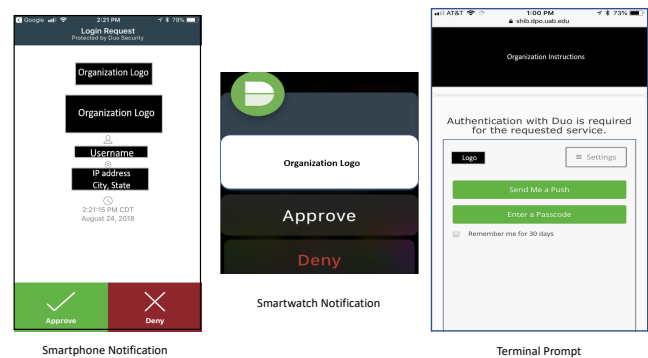 Google 2:21 PM 79%
Login Request
Protected by Duo Security
Organization Logo
Organization Logo
Username
IP address
City, State
2:21:15 PM CDT
August 24, 2018
Approve Deny
Smartphone Notification
Organization Logo
Approve
Deny
Smartwatch Notification
AT&T 1:00 PM 73%
shib.dpo.uab.edu
Organization Instructions
Authentication with Duo is required
for the requested service.
Logo Settings
Send Me a Push
Enter a Passcode
Remember me for 30 days
Terminal Prompt